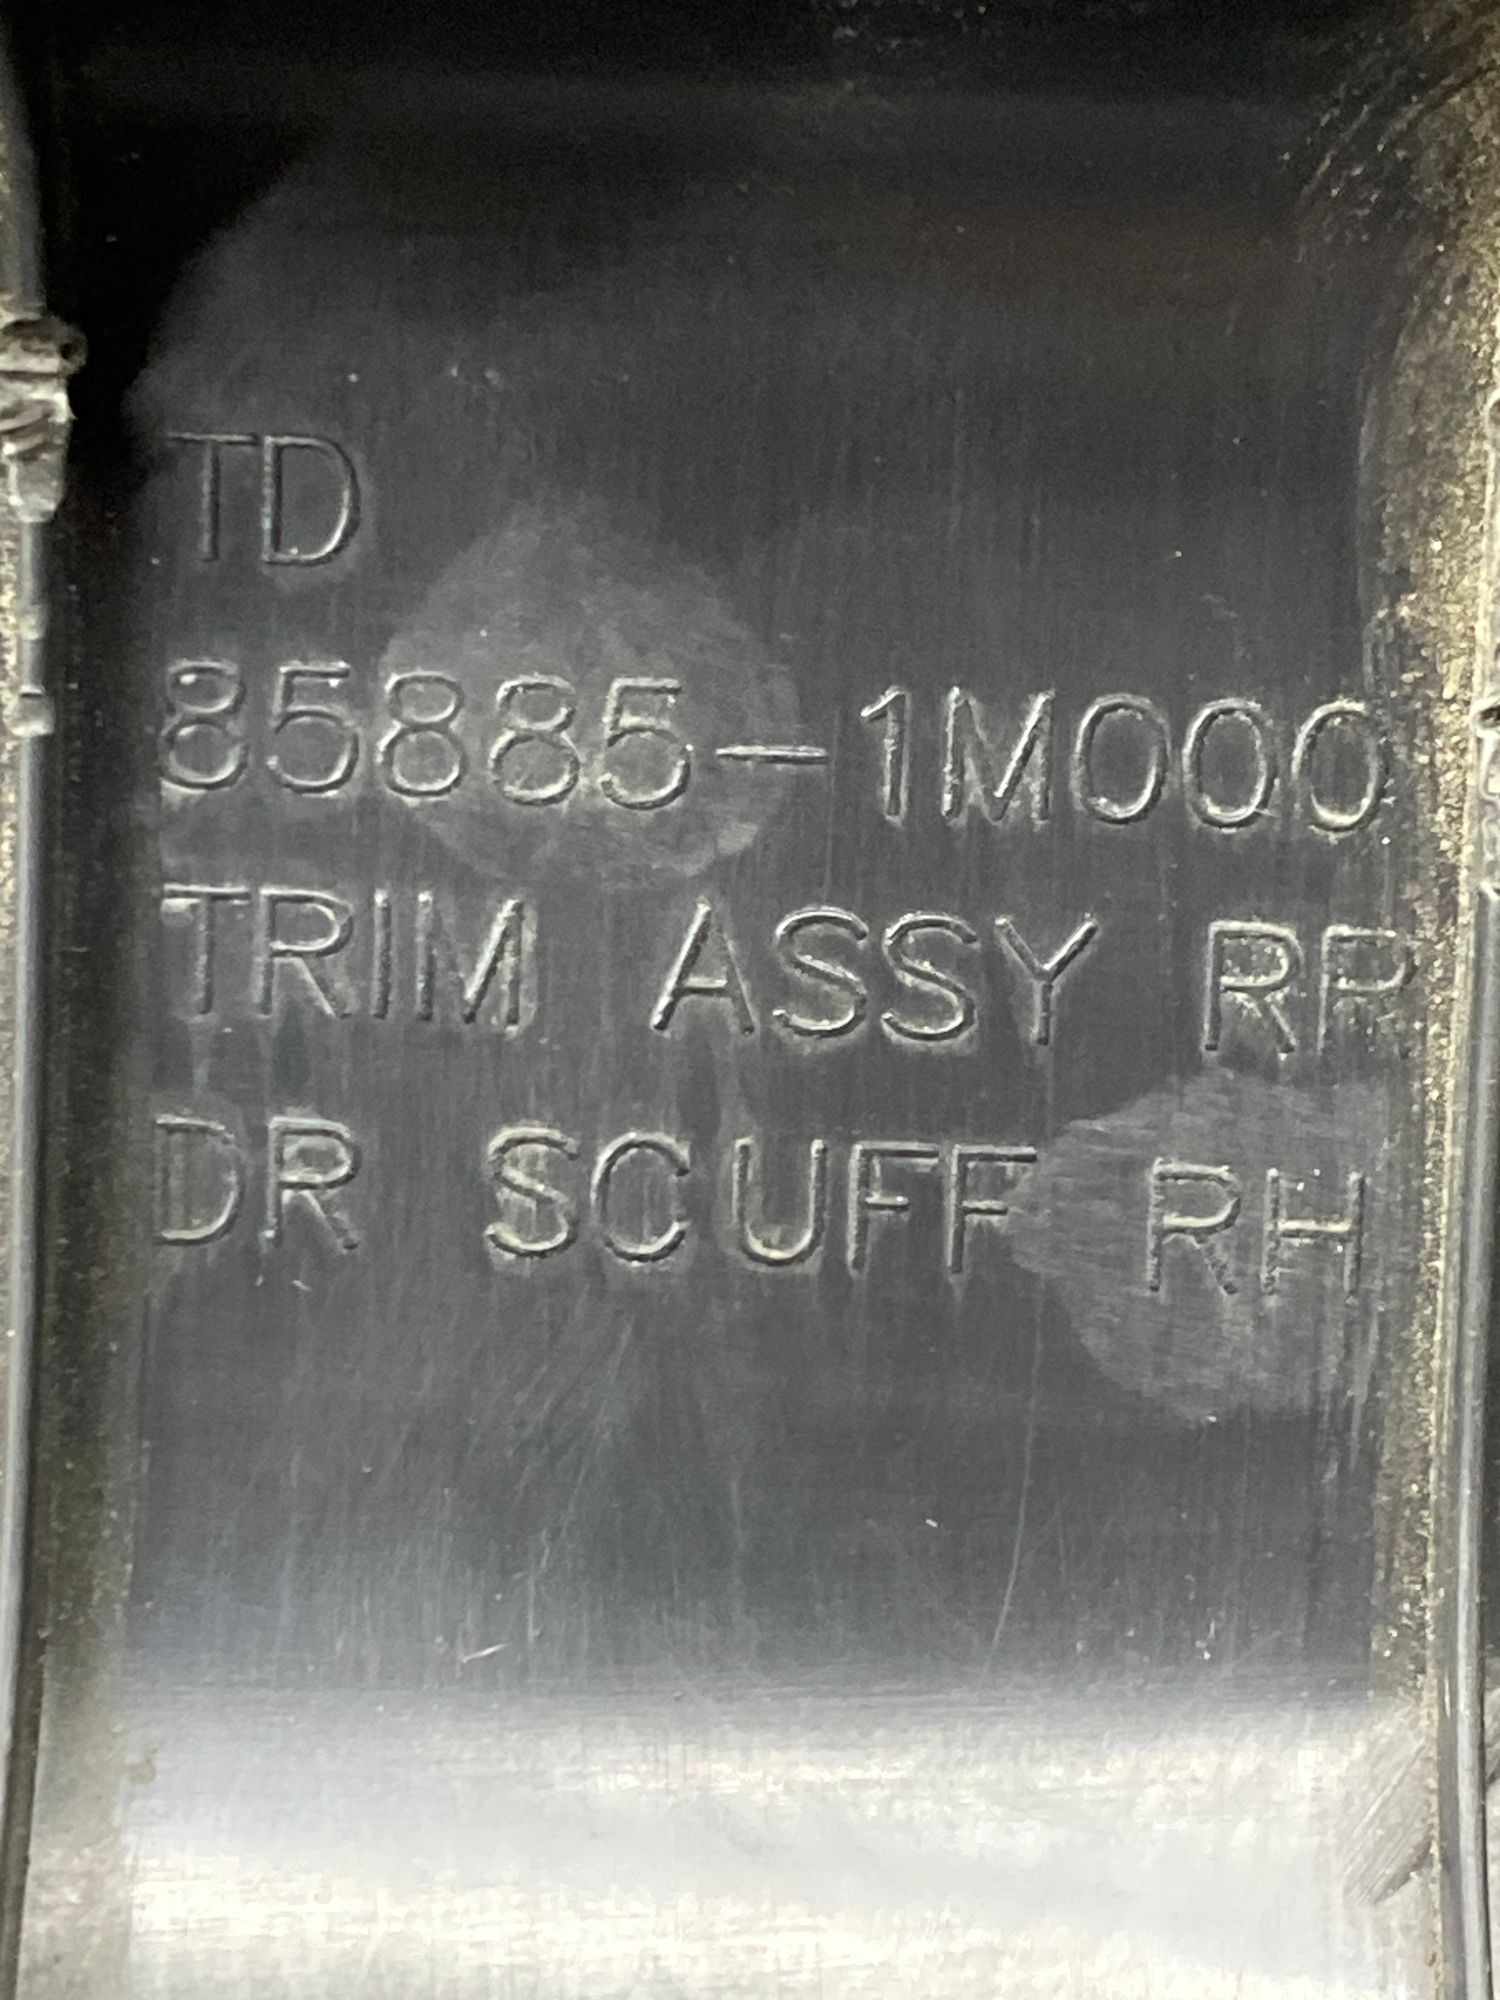 TD
85885-1M000
TRIM ASSY RR
DR SCUFF RH